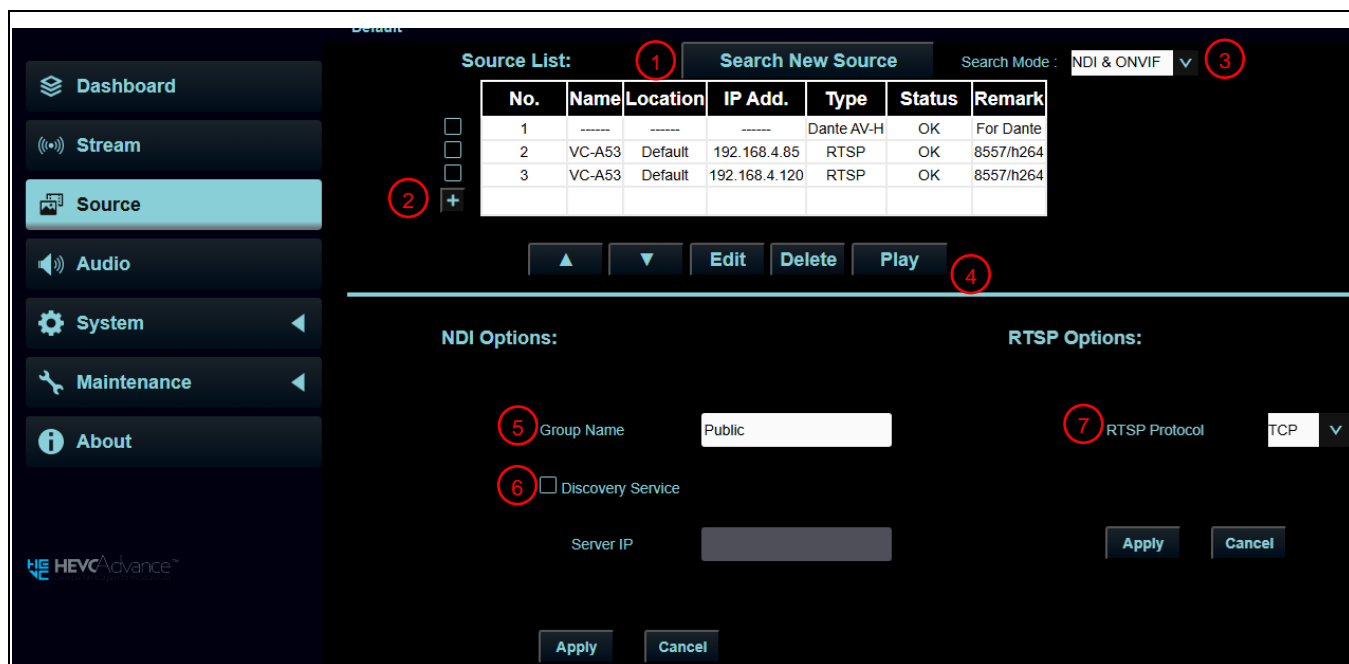 Default
Source List:
1
Search New Source
Search Mode :
NDI & ONVIF
3
No. Name Location IP Add. Type Status Remark
1 ------ ------ ------ Dante AV-H OK For Dante
2 VC-A53 Default 192.168.4.85 RTSP OK 8557/h264
3 VC-A53 Default 192.168.4.120 RTSP OK 8557/h264
2
+
▲ ▼ Edit Delete Play
4
Dashboard
Stream
Source
Audio
System
Maintenance
About
HEVCAdvance™
NDI Options:
5 Group Name Public
6 Discovery Service
Server IP
Apply Cancel
RTSP Options:
7 RTSP Protocol TCP
Apply Cancel